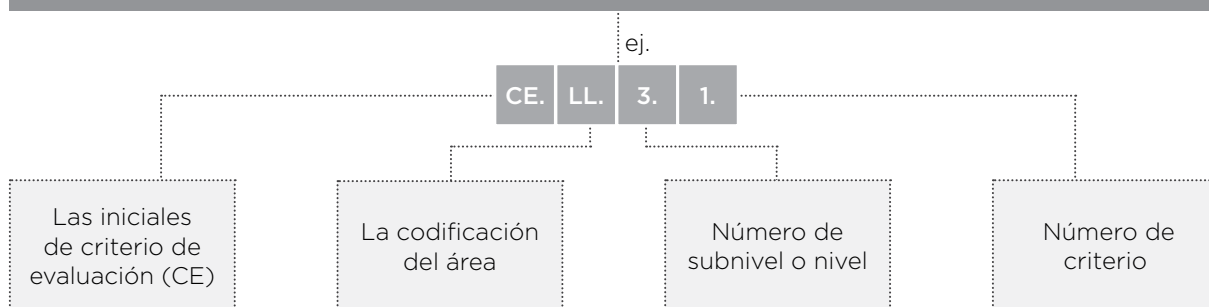 ej.
CE. LL. 3. 1.
Las iniciales
de criterio de
evaluación (CE)
La codificación
del área
Número de
subnivel o nivel
Número de
criterio